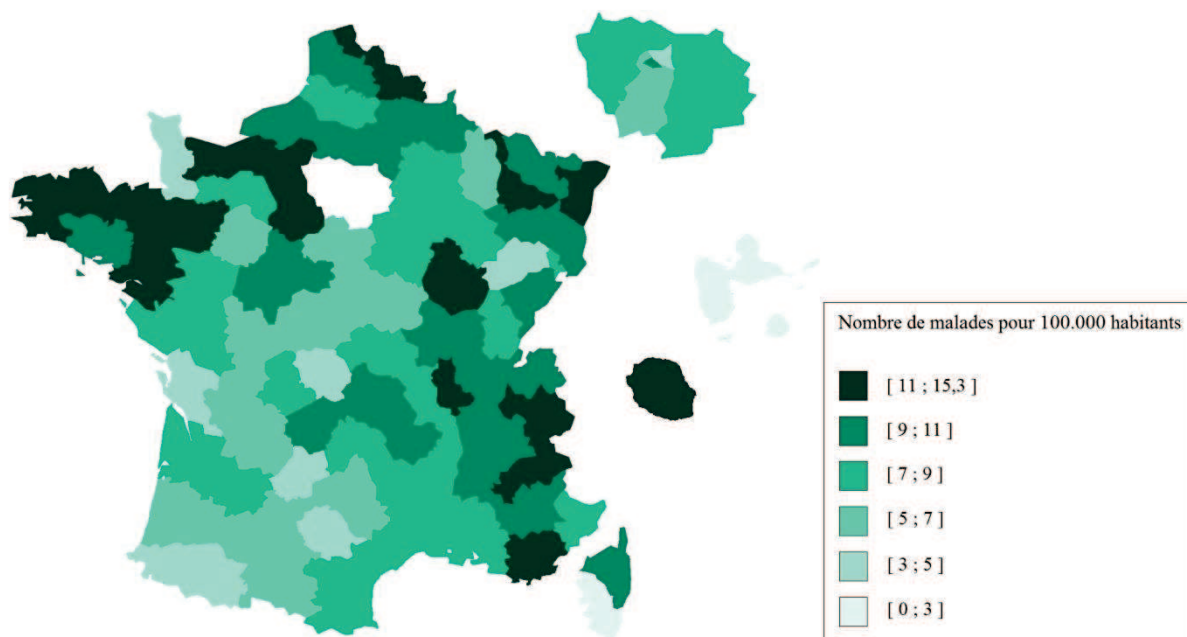 Nombre de malades pour 100.000 habitants
[ 11 ; 15,3 ]
[ 9 ; 11 ]
[ 7 ; 9 ]
[ 5 ; 7 ]
[ 3 ; 5 ]
[ 0 ; 3 ]